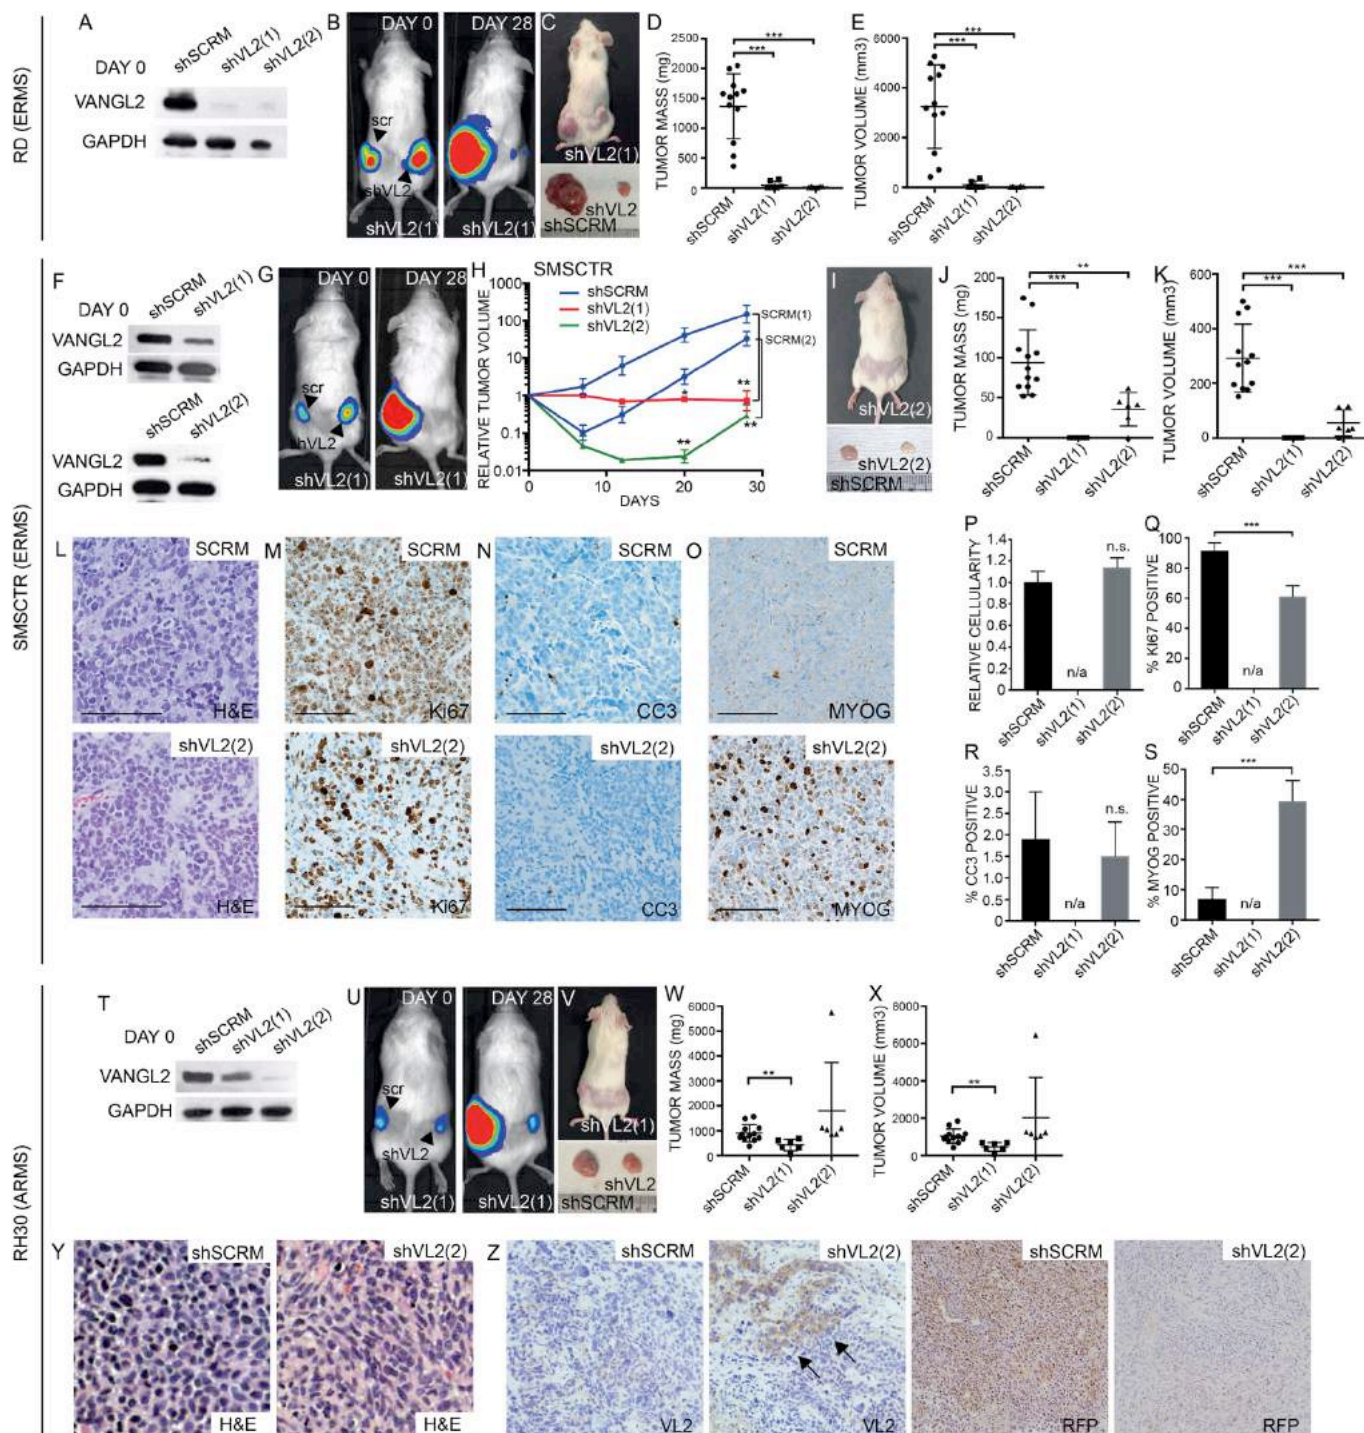 RD (ERMS)
A
DAY 0
shSCRM
shVL2(1)
shVL2(2)
VANGL2
GAPDH
B
DAY 0
scr
shVL2
shVL2(1)
DAY 28
shVL2(1)
C
shVL2(1)
shVL2
shSCRM
D
TUMOR MASS (mg)
2500
2000
1500
1000
500
0
***
***
shSCRM
shVL2(1)
shVL2(2)
E
TUMOR VOLUME (mm3)
6000
4000
2000
0
***
***
shSCRM
shVL2(1)
shVL2(2)
SMSCTR (ERMS)
F
DAY 0
shSCRM
shVL2(1)
VANGL2
GAPDH
shSCRM
shVL2(2)
VANGL2
GAPDH
G
DAY 0
scr
shVL2
shVL2(1)
DAY 28
shVL2(1)
H
SMSCTR
RELATIVE TUMOR VOLUME
1000
100
10
1
0.1
0.01
shSCRM
shVL2(1)
shVL2(2)
SCRM(1)
SCRM(2)
*
**
**
**
0
10
20
30
DAYS
I
shVL2(2)
shVL2(2)
shSCRM
J
TUMOR MASS (mg)
200
150
100
50
0
**
***
shSCRM
shVL2(1)
shVL2(2)
K
TUMOR VOLUME (mm3)
600
400
200
0
***
***
shSCRM
shVL2(1)
shVL2(2)
L
SCRM
H&E
shVL2(2)
H&E
M
SCRM
Ki67
shVL2(2)
Ki67
N
SCRM
CC3
shVL2(2)
CC3
O
SCRM
MYOG
shVL2(2)
MYOG
P
RELATIVE CELLULARITY
1.4
1.2
1.0
0.8
0.6
0.4
0.2
0
n.s.
n/a
shSCRM
shVL2(1)
shVL2(2)
Q
% KI67 POSITIVE
100
80
60
40
20
0
***
n/a
shSCRM
shVL2(1)
shVL2(2)
R
% CC3 POSITIVE
3.5
3.0
2.5
2.0
1.5
1.0
0.5
0
n.s.
n/a
shSCRM
shVL2(1)
shVL2(2)
S
% MYOG POSITIVE
50
40
30
20
10
0
***
n/a
shSCRM
shVL2(1)
shVL2(2)
RH30 (ARMS)
T
DAY 0
shSCRM
shVL2(1)
shVL2(2)
VANGL2
GAPDH
U
DAY 0
scr
shVL2
shVL2(1)
DAY 28
shVL2(1)
V
shVL2(1)
shVL2
shSCRM
W
TUMOR MASS (mg)
6000
5000
4000
3000
2000
1000
0
**
shSCRM
shVL2(1)
shVL2(2)
X
TUMOR VOLUME (mm3)
8000
6000
4000
2000
0
**
shSCRM
shVL2(1)
shVL2(2)
Y
shSCRM
H&E
shVL2(2)
H&E
Z
shSCRM
VL2
shVL2(2)
VL2
shSCRM
RFP
shVL2(2)
RFP